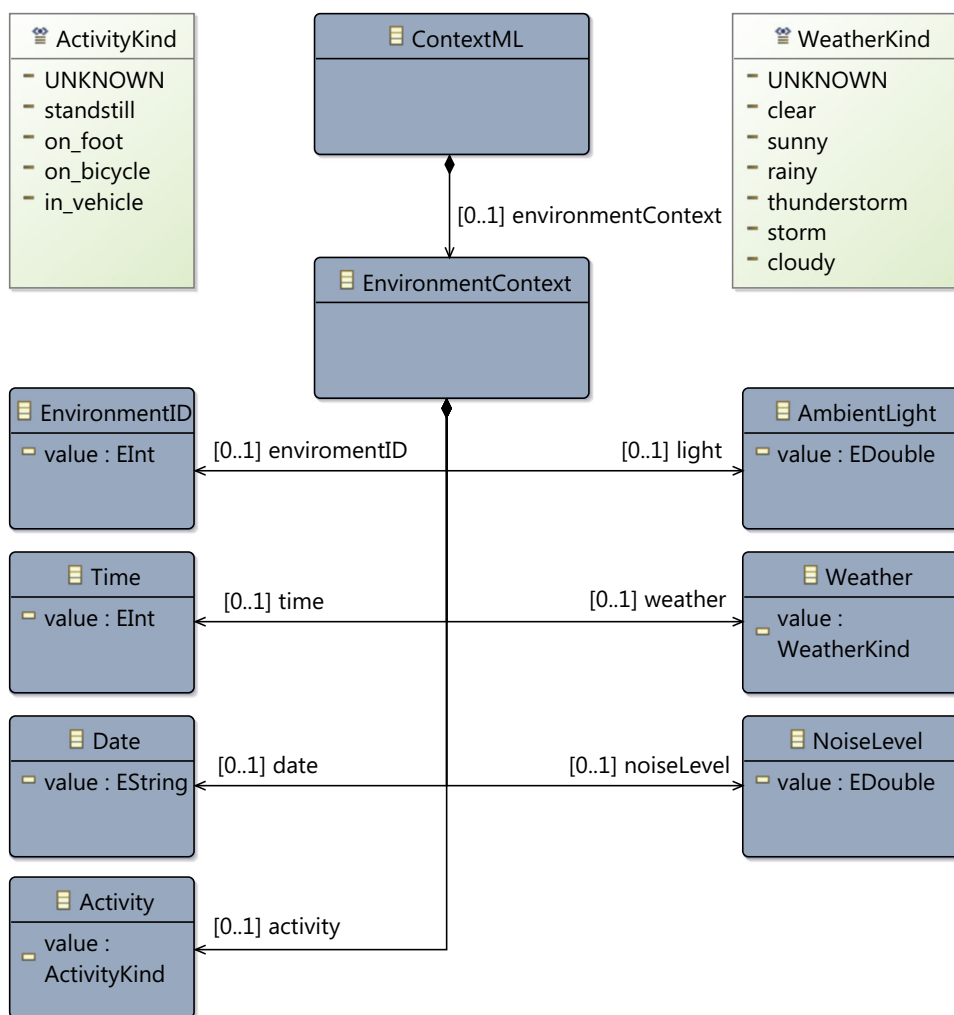 ActivityKind
UNKNOWN
standstill
on_foot
on_bicycle
in_vehicle
ContextML
WeatherKind
UNKNOWN
clear
sunny
rainy
thunderstorm
storm
cloudy
[0..1] environmentContext
EnvironmentContext
EnvironmentID
value : EInt
[0..1] enviromentID
[0..1] light
AmbientLight
value : EDouble
Time
value : EInt
[0..1] time
[0..1] weather
Weather
value :
WeatherKind
Date
value : EString
[0..1] date
[0..1] noiseLevel
NoiseLevel
value : EDouble
Activity
value :
ActivityKind
[0..1] activity